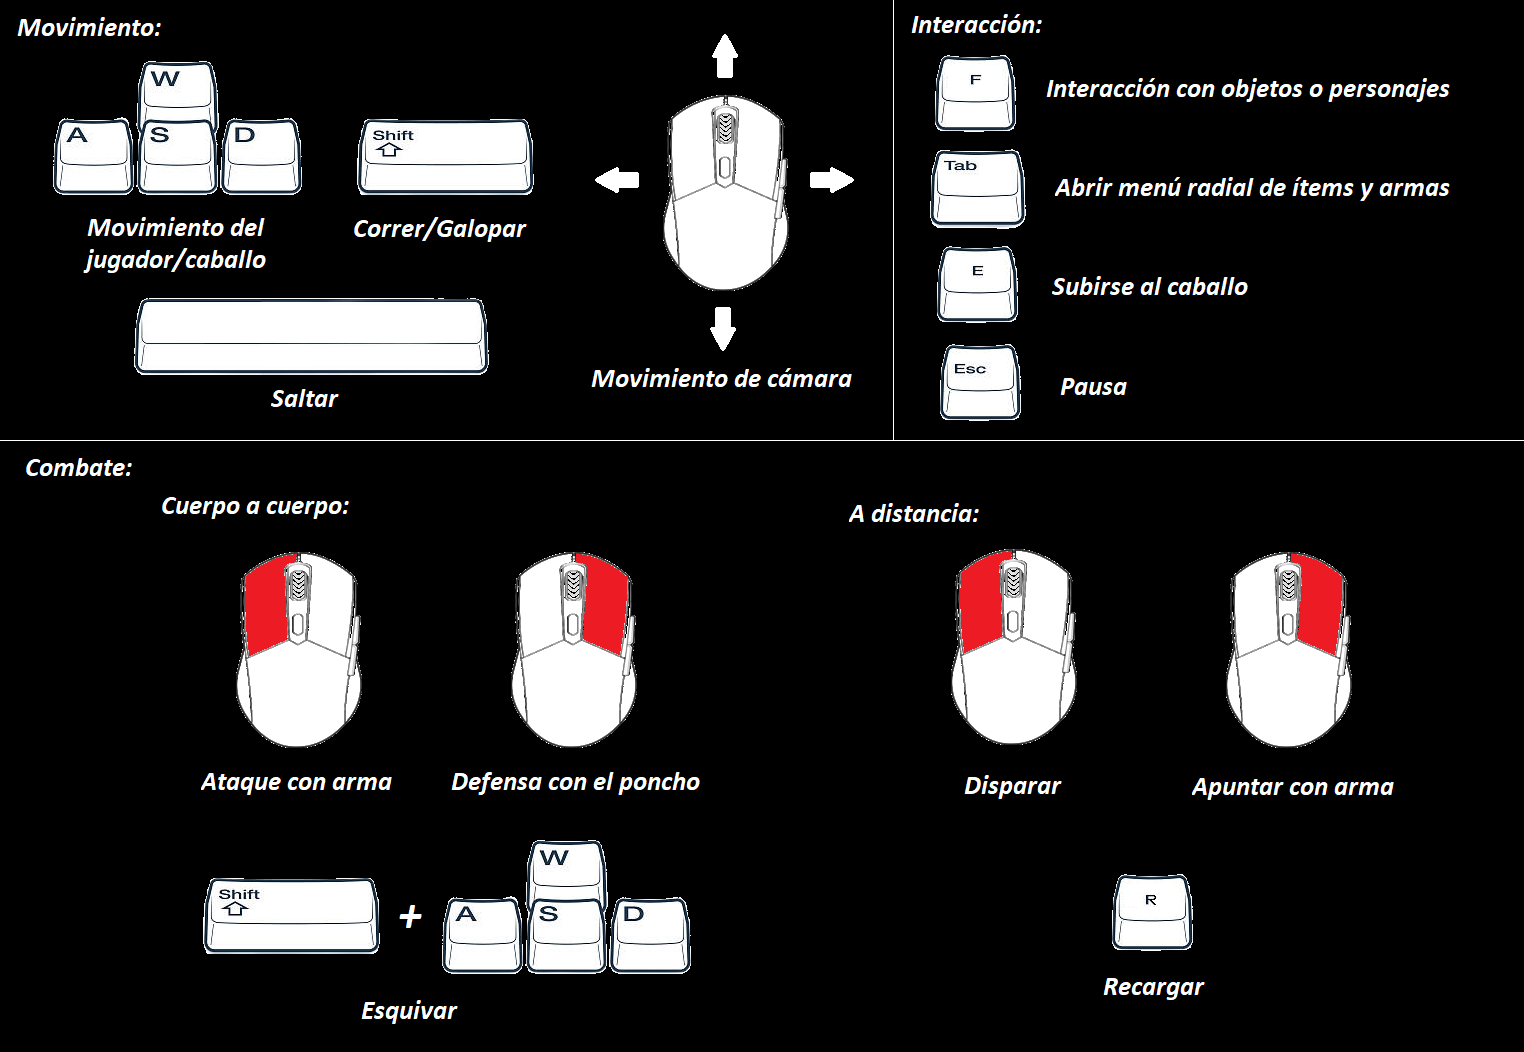 Movimiento:
W
A S D
Shift
Movimiento del
jugador/caballo
Correr/Galopar
Saltar
Movimiento de cámara
Interacción:
F
Interacción con objetos o personajes
Tab
Abrir menú radial de ítems y armas
E
Subirse al caballo
Esc
Pausa
Combate:
Cuerpo a cuerpo:
Ataque con arma
Defensa con el poncho
Shift
+
W
A S D
Esquivar
A distancia:
Disparar
Apuntar con arma
R
Recargar